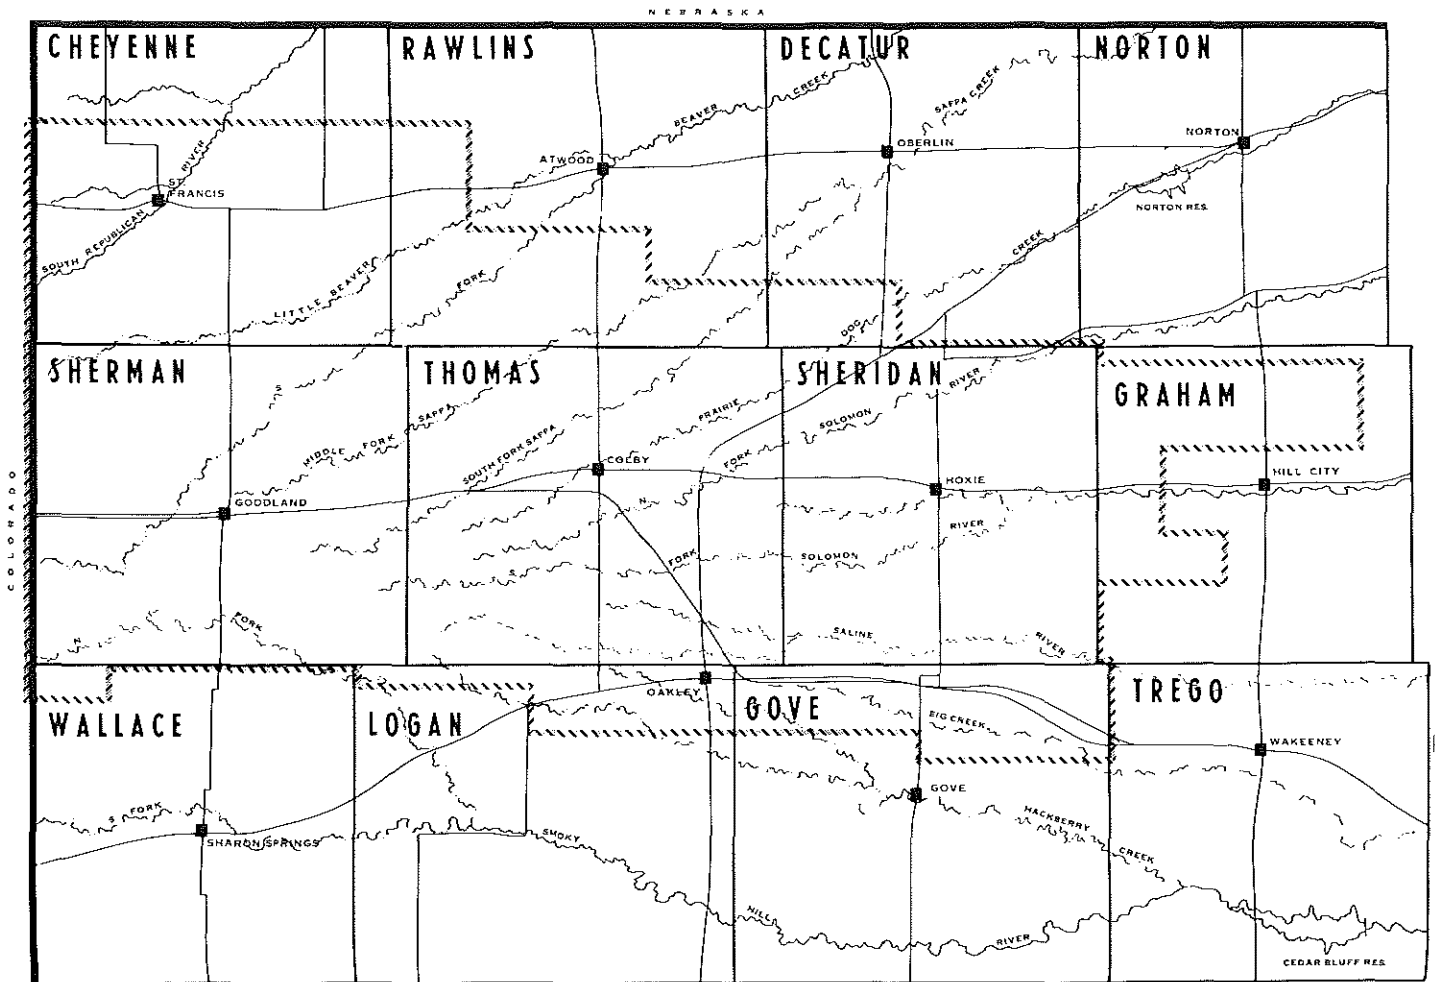 NEBRASKA
CHEYENNE
RAWLINS
DECATUR
NORTON
BEAVER
CREEK
SAPPA CREEK
NORTON
OBERLIN
ATWOOD
ST.
FRANCIS
RIVER
SOUTH REPUBLICAN
NORTON RES.
CREEK
FORK
LITTLE BEAVER
DOG
SHERMAN
THOMAS
SHERIDAN
GRAHAM
S
RIVER
SOLOMON
PRAIRIE
MIDDLE FORK SAPPA
SOUTH FORK SAPPA
FORK
COLBY
HILL CITY
HOXIE
GOODLAND
N
RIVER
COLORADO
FORK
SOLOMON
S
FORK
N
SALINE
RIVER
OAKLEY
WALLACE
LOGAN
GOVE
TREGO
BIG CREEK
WAKEENEY
GOVE
S FORK
HACKBERRY
CREEK
SHARON SPRINGS
SMOKY
HILL
RIVER
CEDAR BLUFF RES.